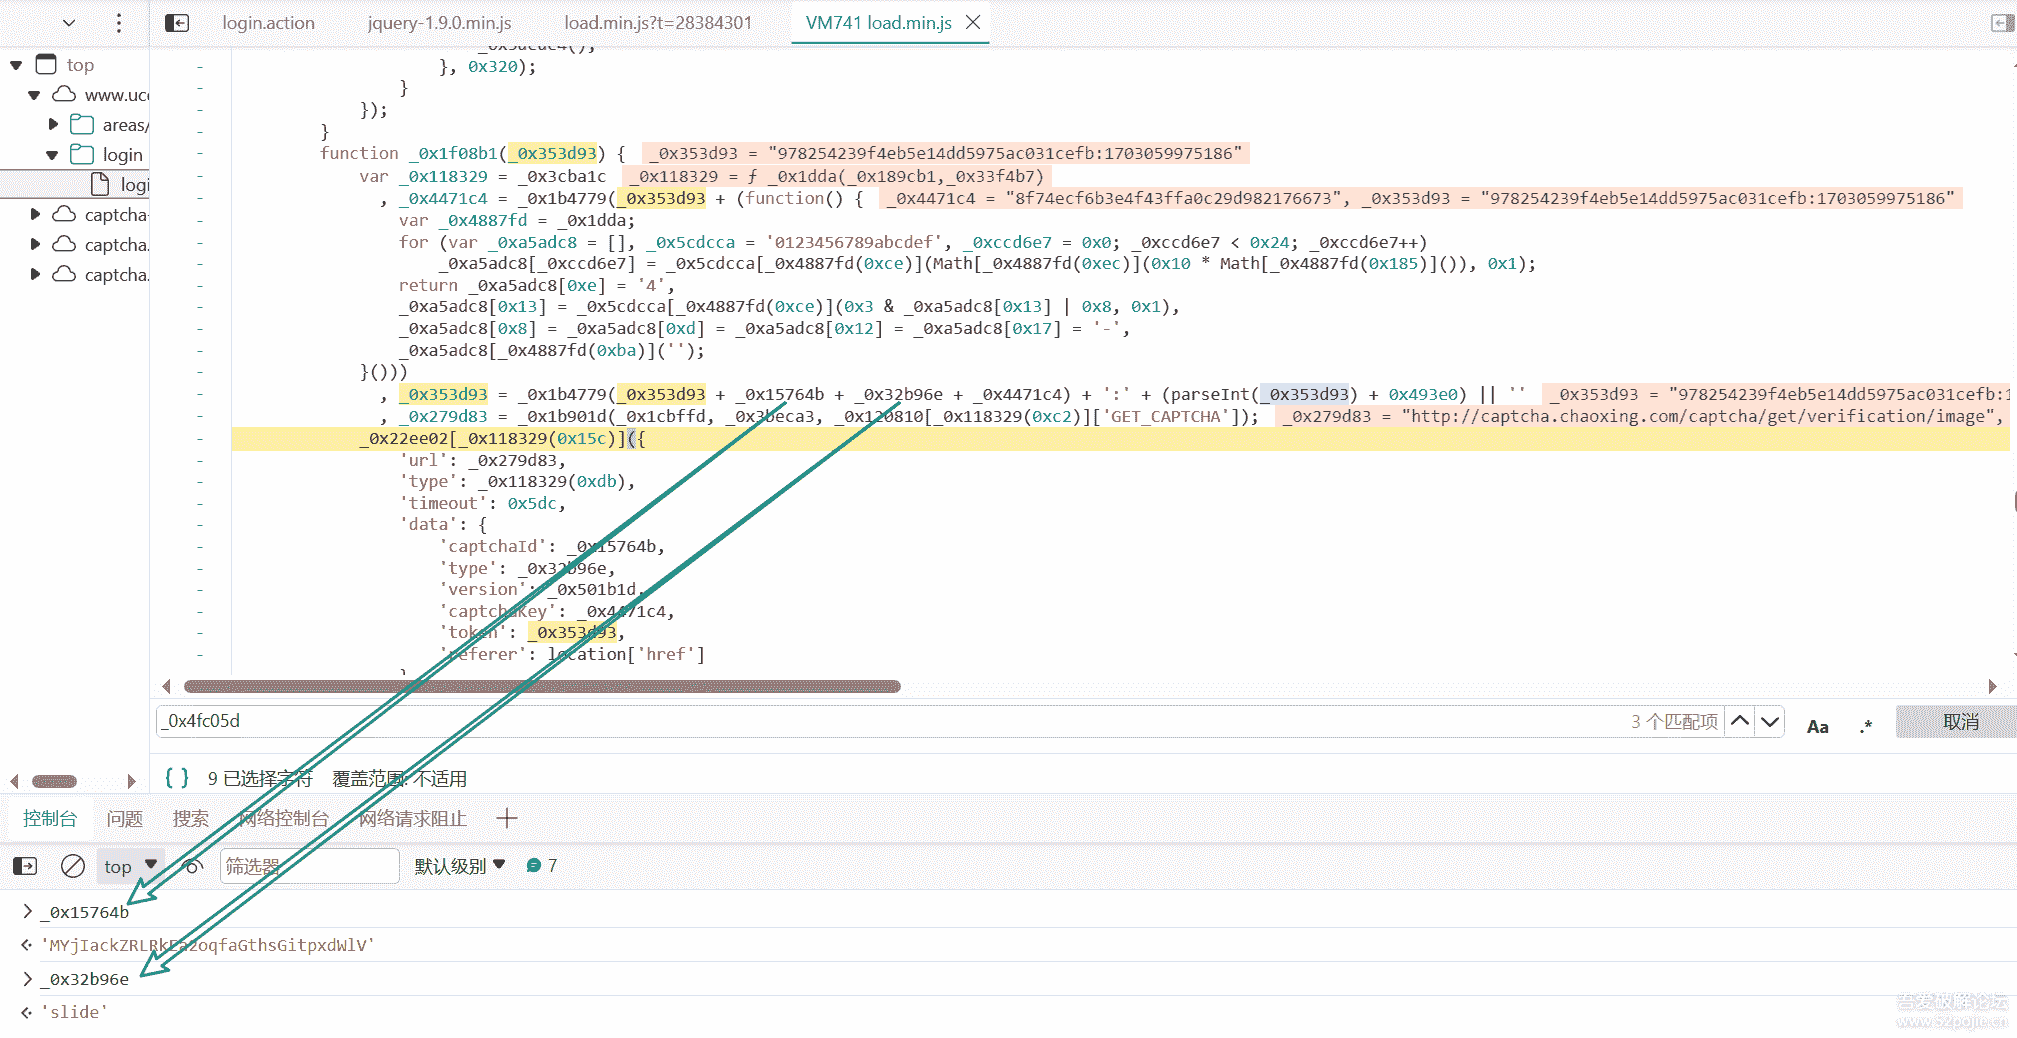 login.action jquery-1.9.0.min.js load.min.js?t=28384301 VM741 load.min.js
top
www.uc
areas/
login
logi
captcha-
captcha.
captcha.
- }, 0x320);
- }
- });
- }
- function _0x1f08b1(_0x353d93) { _0x353d93 = "978254239f4eb5e14dd5975ac031cefb:1703059975186"
- var _0x118329 = _0x3cba1c _0x118329 = ƒ _0x1dda(_0x189cb1,_0x33f4b7)
- , _0x4471c4 = _0x1b4779(_0x353d93 + (function() { _0x4471c4 = "8f74ecf6b3e4f43ffa0c29d982176673", _0x353d93 = "978254239f4eb5e14dd5975ac031cefb:1703059975186"
- var _0x4887fd = _0x1dda;
- for (var _0xa5adc8 = [], _0x5cdcca = '0123456789abcdef', _0xccd6e7 = 0x0; _0xccd6e7 < 0x24; _0xccd6e7++)
- _0xa5adc8[_0xccd6e7] = _0x5cdcca[_0x4887fd(0xce)](Math[_0x4887fd(0xec)](0x10 * Math[_0x4887fd(0x185)]()), 0x1);
- return _0xa5adc8[0xe] = '4',
- _0xa5adc8[0x13] = _0x5cdcca[_0x4887fd(0xce)](0x3 & _0xa5adc8[0x13] | 0x8, 0x1),
- _0xa5adc8[0x8] = _0xa5adc8[0xd] = _0xa5adc8[0x12] = _0xa5adc8[0x17] = '-',
- _0xa5adc8[_0x4887fd(0xba)]('');
- }()))
- , _0x353d93 = _0x1b4779(_0x353d93 + _0x15764b + _0x32b96e + _0x4471c4) + ':' + (parseInt(_0x353d93) + 0x493e0) || '' _0x353d93 = "978254239f4eb5e14dd5975ac031cefb:1
- , _0x279d83 = _0x1b901d(_0x1cbffd, _0x3beca3, _0x120810[_0x118329(0xc2)]['GET_CAPTCHA']); _0x279d83 = "http://captcha.chaoxing.com/captcha/get/verification/image",
- _0x22ee02[_0x118329(0x15c)]({
- 'url': _0x279d83,
- 'type': _0x118329(0xdb),
- 'timeout': 0x5dc,
- 'data': {
- 'captchaId': _0x15764b,
- 'type': _0x32b96e,
- 'version': _0x501b1d,
- 'captchaKey': _0x4471c4,
- 'token': _0x353d93,
- 'referer': location['href']
_0x4fc05d 3 个匹配项 Aa .* 取消
{ } 9 已选择字符 覆盖范围: 不适用
控制台 问题 搜索 网络控制台 网络请求阻止 +
top 筛选器 默认级别 7
> _0x15764b
'MYjIackZRLRkEa2oqfaGthsGitpxdWlV'
> _0x32b96e
'slide'
吾爱破解论坛
www.52pojie.cn